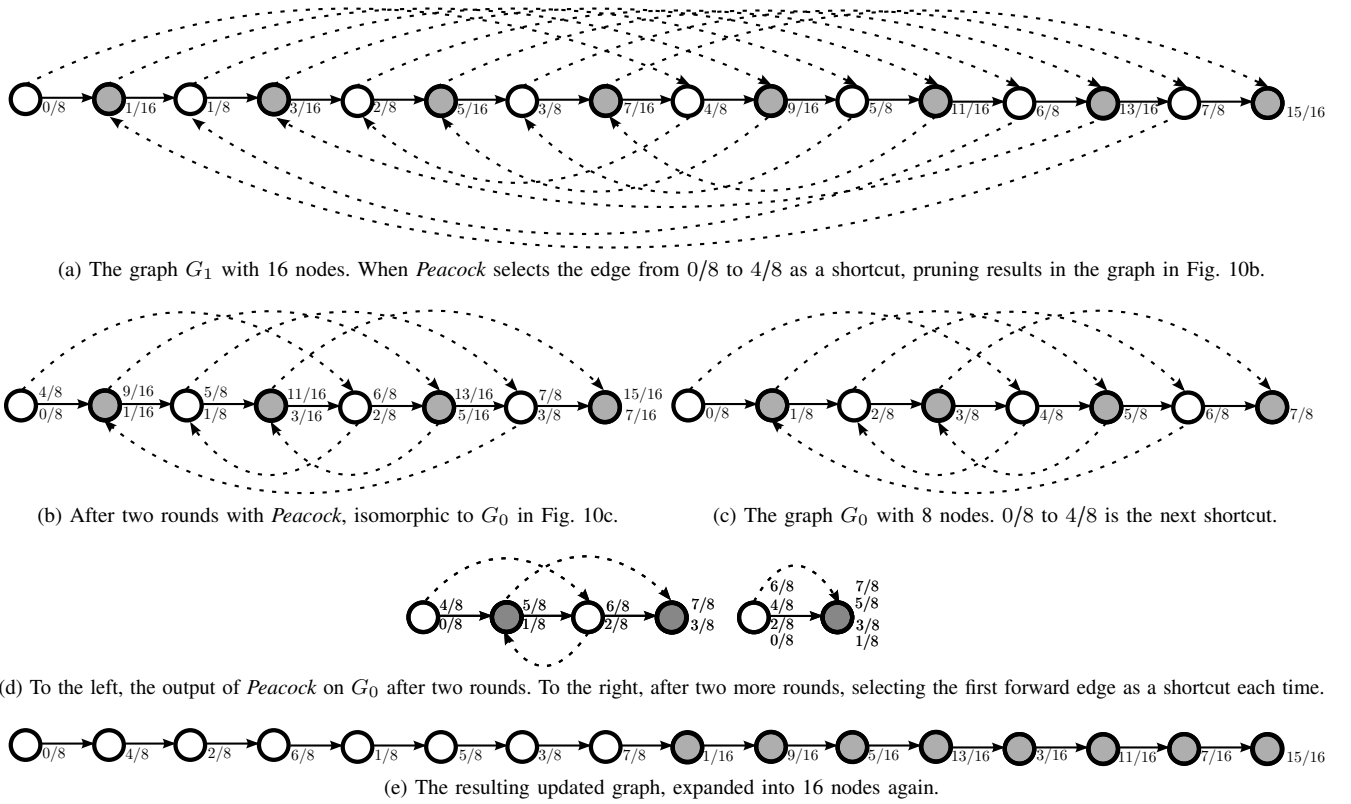 0/8 1/16 1/8 3/16 2/8 5/16 3/8 7/16 4/8 9/16 5/8 11/16 6/8 13/16 7/8 15/16
(a) The graph G₁ with 16 nodes. When Peacock selects the edge from 0/8 to 4/8 as a shortcut, pruning results in the graph in Fig. 10b.
4/8 9/16 5/8 11/16 6/8 13/16 7/8 15/16
0/8 1/16 1/8 3/16 2/8 5/16 3/8 7/16
(b) After two rounds with Peacock, isomorphic to G₀ in Fig. 10c.
0/8 1/8 2/8 3/8 4/8 5/8 6/8 7/8
(c) The graph G₀ with 8 nodes. 0/8 to 4/8 is the next shortcut.
4/8 5/8 6/8 7/8
0/8 1/8 2/8 3/8
6/8 7/8
4/8 5/8
2/8 3/8
0/8 1/8
(d) To the left, the output of Peacock on G₀ after two rounds. To the right, after two more rounds, selecting the first forward edge as a shortcut each time.
0/8 4/8 2/8 6/8 1/8 5/8 3/8 7/8 1/16 9/16 5/16 13/16 3/16 11/16 7/16 15/16
(e) The resulting updated graph, expanded into 16 nodes again.